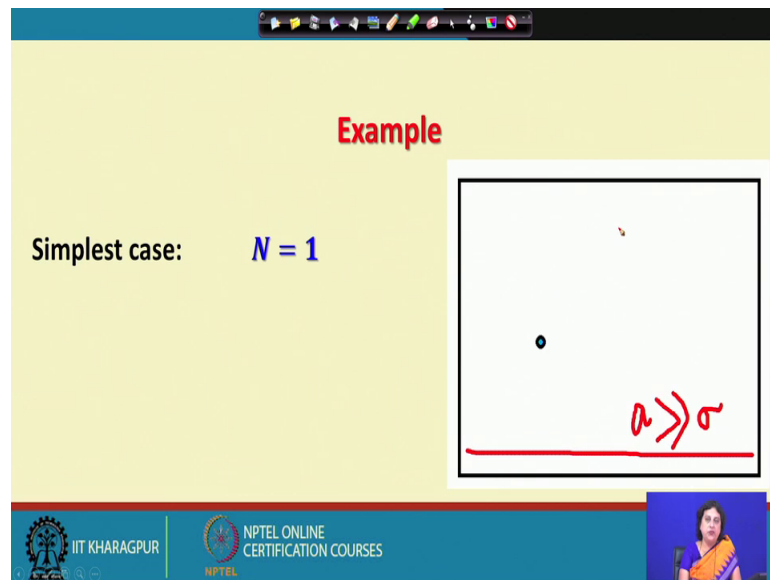 Example
Simplest case: N = 1
a >> σ
IIT KHARAGPUR
NPTEL
NPTEL ONLINE
CERTIFICATION COURSES